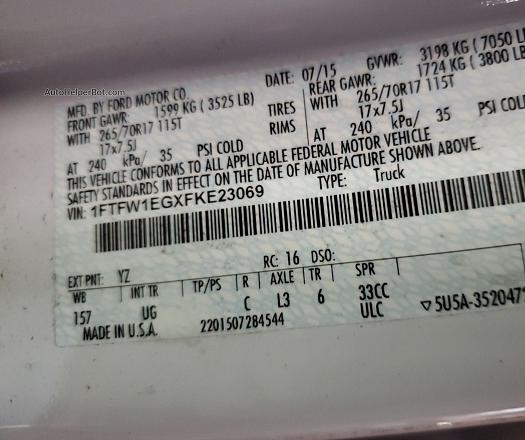 AutoHelperBot.com
MFD. BY FORD MOTOR CO.
DATE: 07/15 GVWR: 3198 KG ( 7050 LB
FRONT GAWR: 1599 KG ( 3525 LB) REAR GAWR: 1724 KG ( 3800 LB
WITH 265/70R17 115T TIRES WITH 265/70R17 115T
17x7.5J RIMS 17x7.5J
AT 240 kPa/ 35 PSI COLD AT 240 kPa/ 35 PSI COLD
THIS VEHICLE CONFORMS TO ALL APPLICABLE FEDERAL MOTOR VEHICLE
SAFETY STANDARDS IN EFFECT ON THE DATE OF MANUFACTURE SHOWN ABOVE.
VIN: 1FTFW1EGXFKE23069 TYPE: Truck
EXT PNT: YZ RC: 16 DSO:
WB INT TR TP/PS R AXLE TR SPR
157 UG C L3 6 33CC
MADE IN U.S.A. 2201507284544 ULC ▽5U5A-352047